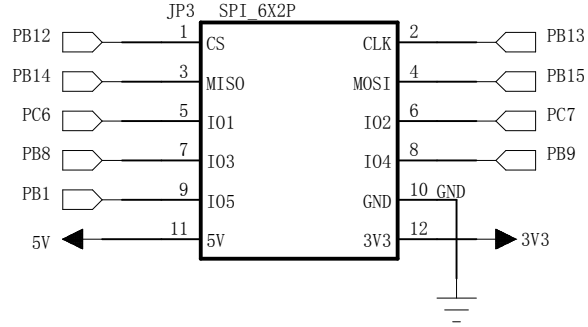 JP3 SPI_6X2P
PB12 1 CS CLK 2 PB13
PB14 3 MISO MOSI 4 PB15
PC6 5 IO1 IO2 6 PC7
PB8 7 IO3 IO4 8 PB9
PB1 9 IO5 GND 10 GND
5V 11 5V 3V3 12 3V3